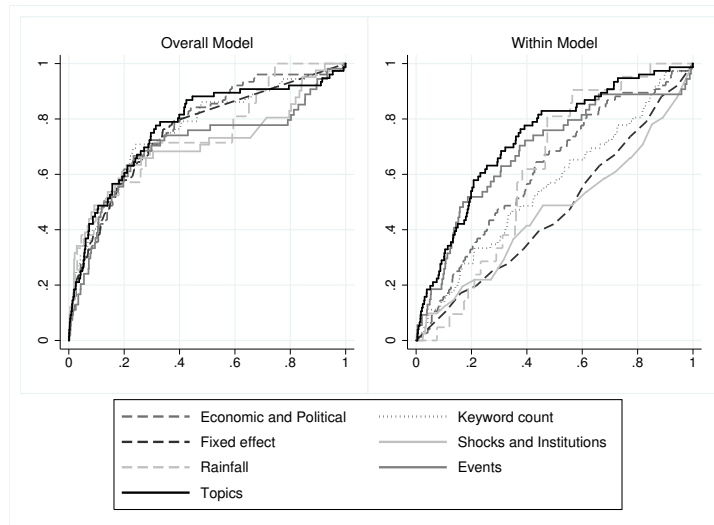 Overall Model
Within Model
1
.8
.6
.4
.2
0
0 .2 .4 .6 .8 1
1
.8
.6
.4
.2
0
0 .2 .4 .6 .8 1
Economic and Political
Keyword count
Fixed effect
Shocks and Institutions
Rainfall
Events
Topics